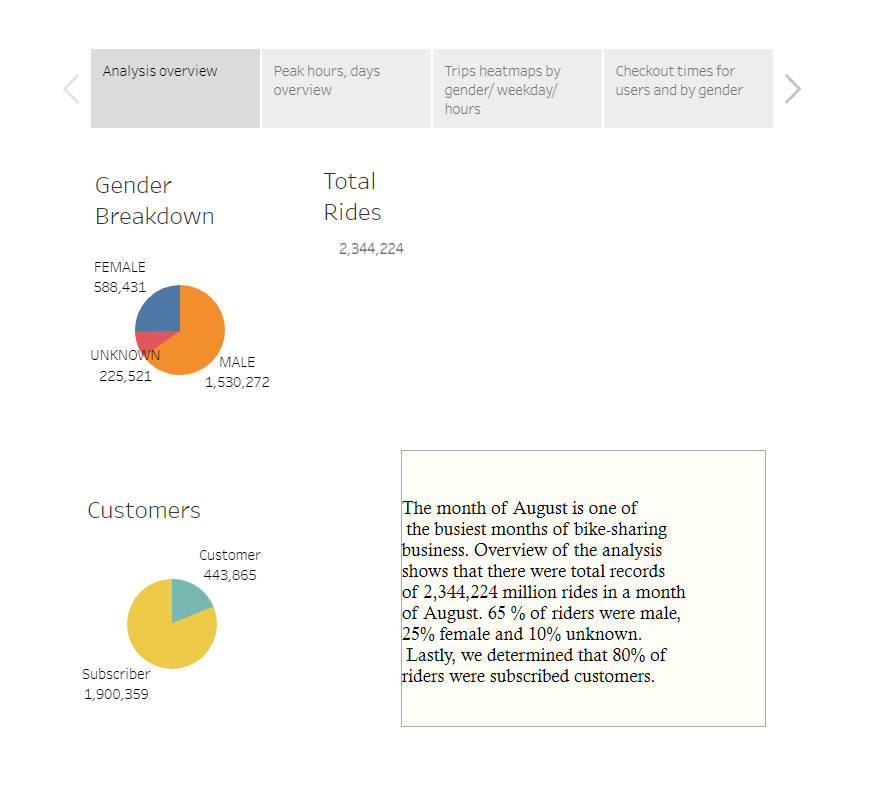 Analysis overview
Peak hours, days
overview
Trips heatmaps by
gender/ weekday/
hours
Checkout times for
users and by gender
Gender
Breakdown
Total
Rides
2,344,224
FEMALE
588,431
UNKNOWN
225,521
MALE
1,530,272
Customers
Customer
443,865
Subscriber
1,900,359
The month of August is one of
the busiest months of bike-sharing
business. Overview of the analysis
shows that there were total records
of 2,344,224 million rides in a month
of August. 65 % of riders were male,
25% female and 10% unknown.
Lastly, we determined that 80% of
riders were subscribed customers.